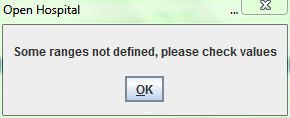 Open Hospital ...
Some ranges not defined, please check values
OK